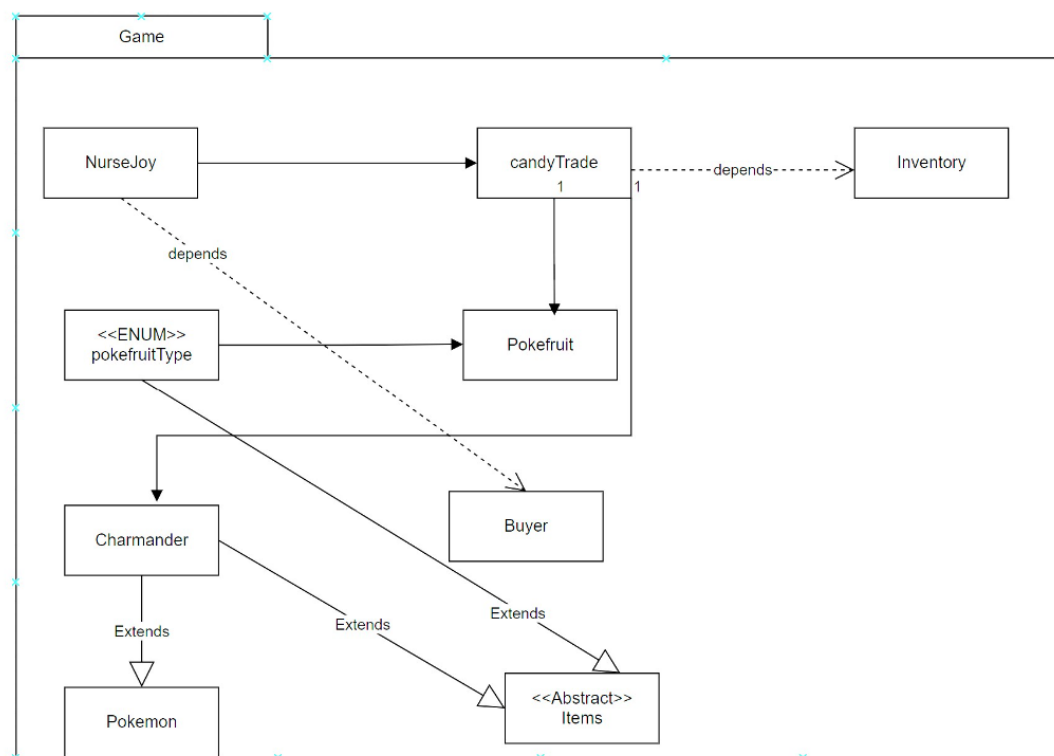 Game
NurseJoy
candyTrade
Inventory
1
1
depends
depends
<<ENUM>>
pokefruitType
Pokefruit
Charmander
Buyer
Extends
Extends
Extends
<<Abstract>>
Items
Pokemon